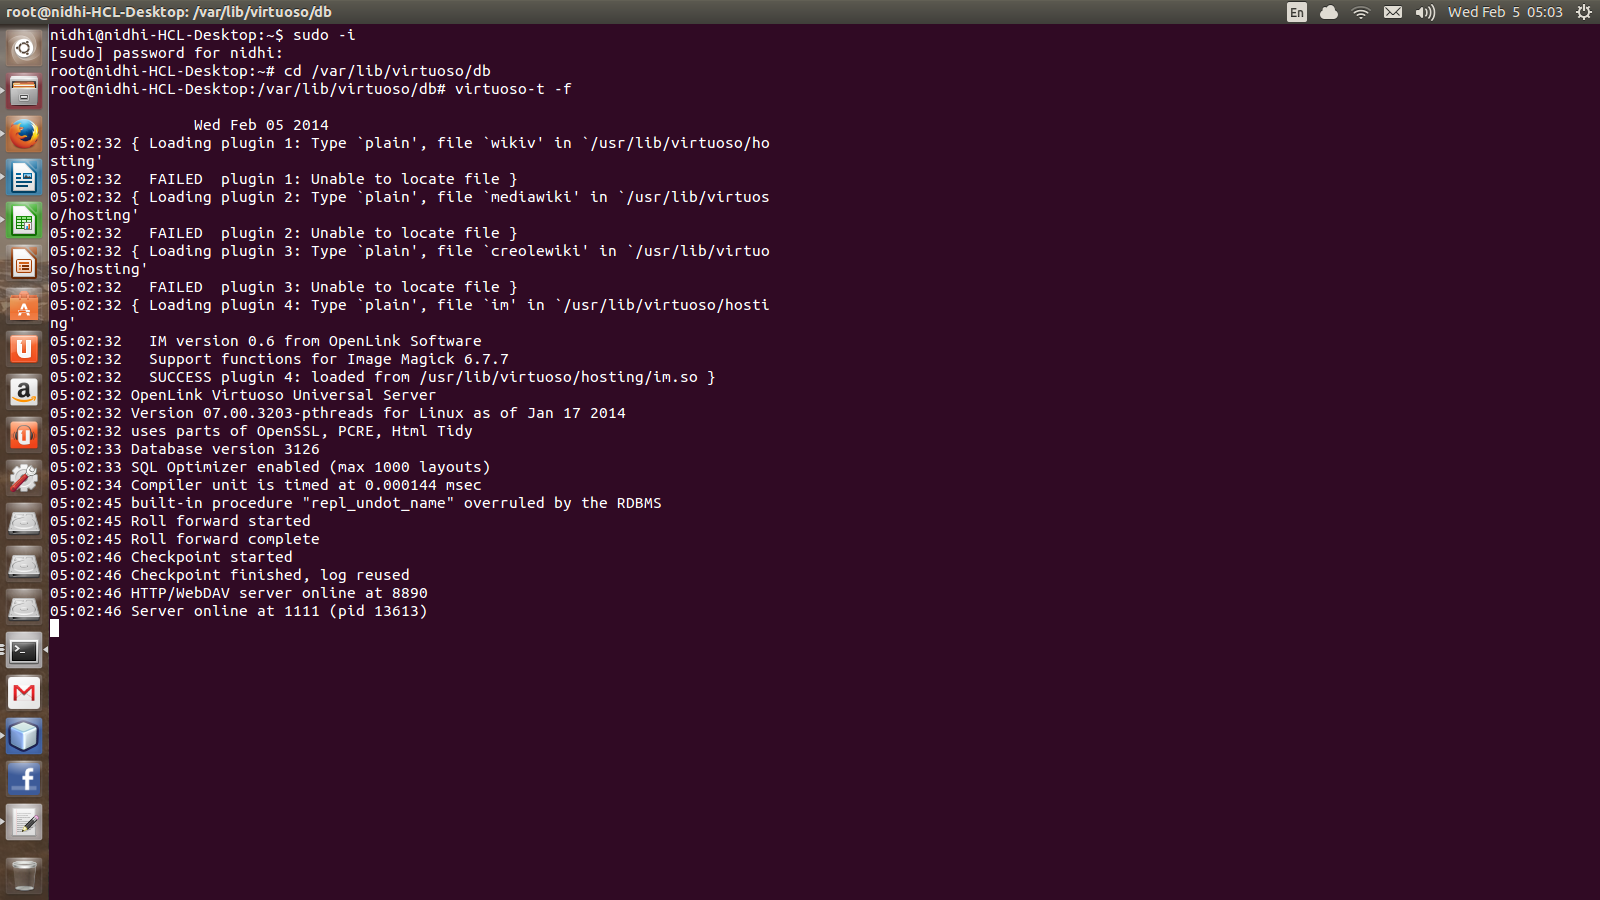 root@nidhi-HCL-Desktop: /var/lib/virtuoso/db
En
Wed Feb 5 05:03
nidhi@nidhi-HCL-Desktop:~$ sudo -i
[sudo] password for nidhi:
root@nidhi-HCL-Desktop:~# cd /var/lib/virtuoso/db
root@nidhi-HCL-Desktop:/var/lib/virtuoso/db# virtuoso-t -f
Wed Feb 05 2014
05:02:32 { Loading plugin 1: Type `plain', file `wikiv' in `/usr/lib/virtuoso/ho
sting'
05:02:32   FAILED  plugin 1: Unable to locate file }
05:02:32 { Loading plugin 2: Type `plain', file `mediawiki' in `/usr/lib/virtuos
o/hosting'
05:02:32   FAILED  plugin 2: Unable to locate file }
05:02:32 { Loading plugin 3: Type `plain', file `creolewiki' in `/usr/lib/virtuo
so/hosting'
05:02:32   FAILED  plugin 3: Unable to locate file }
05:02:32 { Loading plugin 4: Type `plain', file `im' in `/usr/lib/virtuoso/hosti
ng'
05:02:32   IM version 0.6 from OpenLink Software
05:02:32   Support functions for Image Magick 6.7.7
05:02:32   SUCCESS plugin 4: loaded from /usr/lib/virtuoso/hosting/im.so }
05:02:32 OpenLink Virtuoso Universal Server
05:02:32 Version 07.00.3203-pthreads for Linux as of Jan 17 2014
05:02:32 uses parts of OpenSSL, PCRE, Html Tidy
05:02:33 Database version 3126
05:02:33 SQL Optimizer enabled (max 1000 layouts)
05:02:34 Compiler unit is timed at 0.000144 msec
05:02:45 built-in procedure "repl_undot_name" overruled by the RDBMS
05:02:45 Roll forward started
05:02:45 Roll forward complete
05:02:46 Checkpoint started
05:02:46 Checkpoint finished, log reused
05:02:46 HTTP/WebDAV server online at 8890
05:02:46 Server online at 1111 (pid 13613)